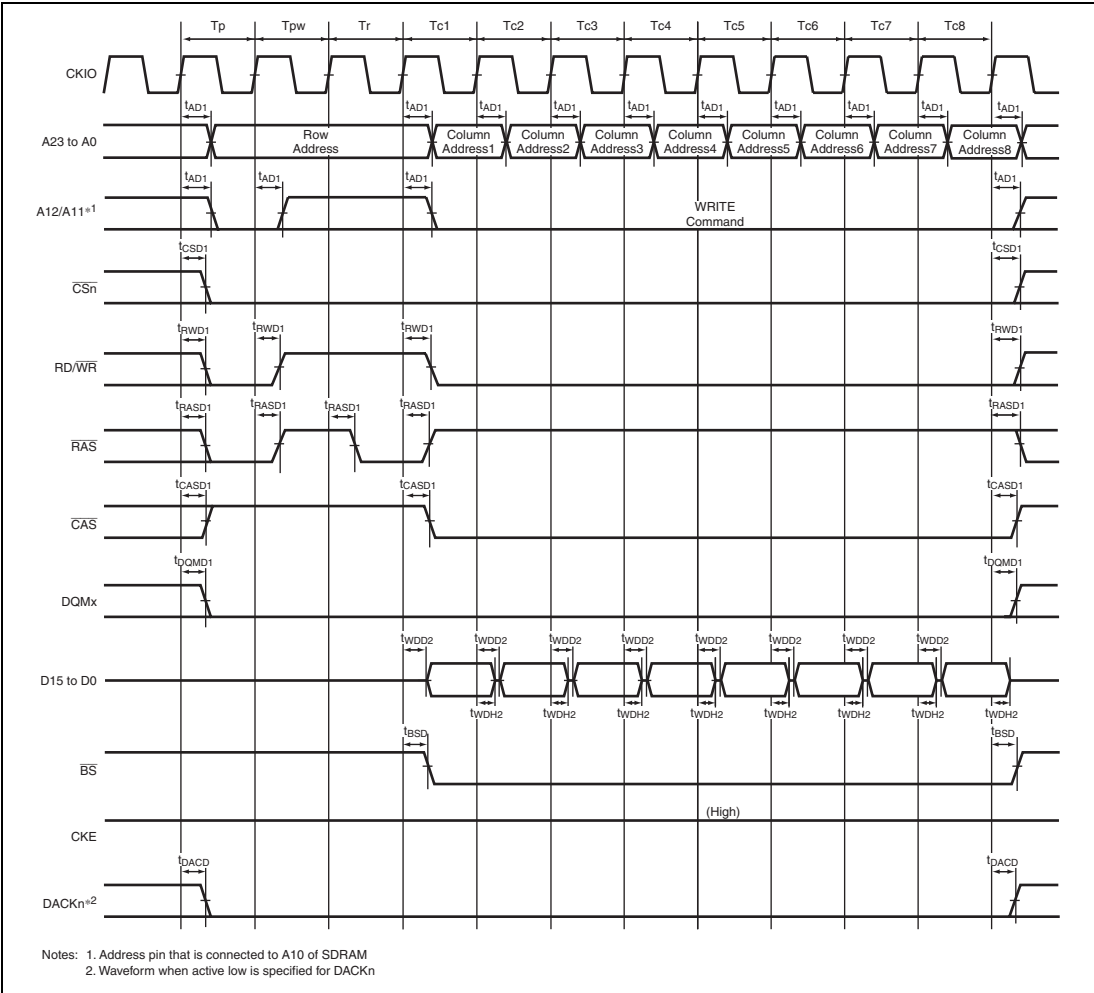 Tp Tpw Tr Tc1 Tc2 Tc3 Tc4 Tc5 Tc6 Tc7 Tc8
CKIO
tAD1 tAD1 tAD1 tAD1 tAD1 tAD1 tAD1 tAD1 tAD1 tAD1
A23 to A0
Row Address
Column Address1
Column Address2
Column Address3
Column Address4
Column Address5
Column Address6
Column Address7
Column Address8
tAD1 tAD1 tAD1 tAD1
A12/A11*1
WRITE
Command
tCSD1 tCSD1
CSn
tRWD1 tRWD1 tRWD1 tRWD1
RD/WR
tRASD1 tRASD1 tRASD1 tRASD1 tRASD1
RAS
tCASD1 tCASD1 tCASD1
CAS
tDQMD1 tDQMD1
DQMx
tWDD2 tWDD2 tWDD2 tWDD2 tWDD2 tWDD2 tWDD2 tWDD2
D15 to D0
tWDH2 tWDH2 tWDH2 tWDH2 tWDH2 tWDH2 tWDH2 tWDH2
tBSD tBSD
BS
(High)
CKE
tDACD tDACD
DACKn*2
Notes: 1. Address pin that is connected to A10 of SDRAM
2. Waveform when active low is specified for DACKn